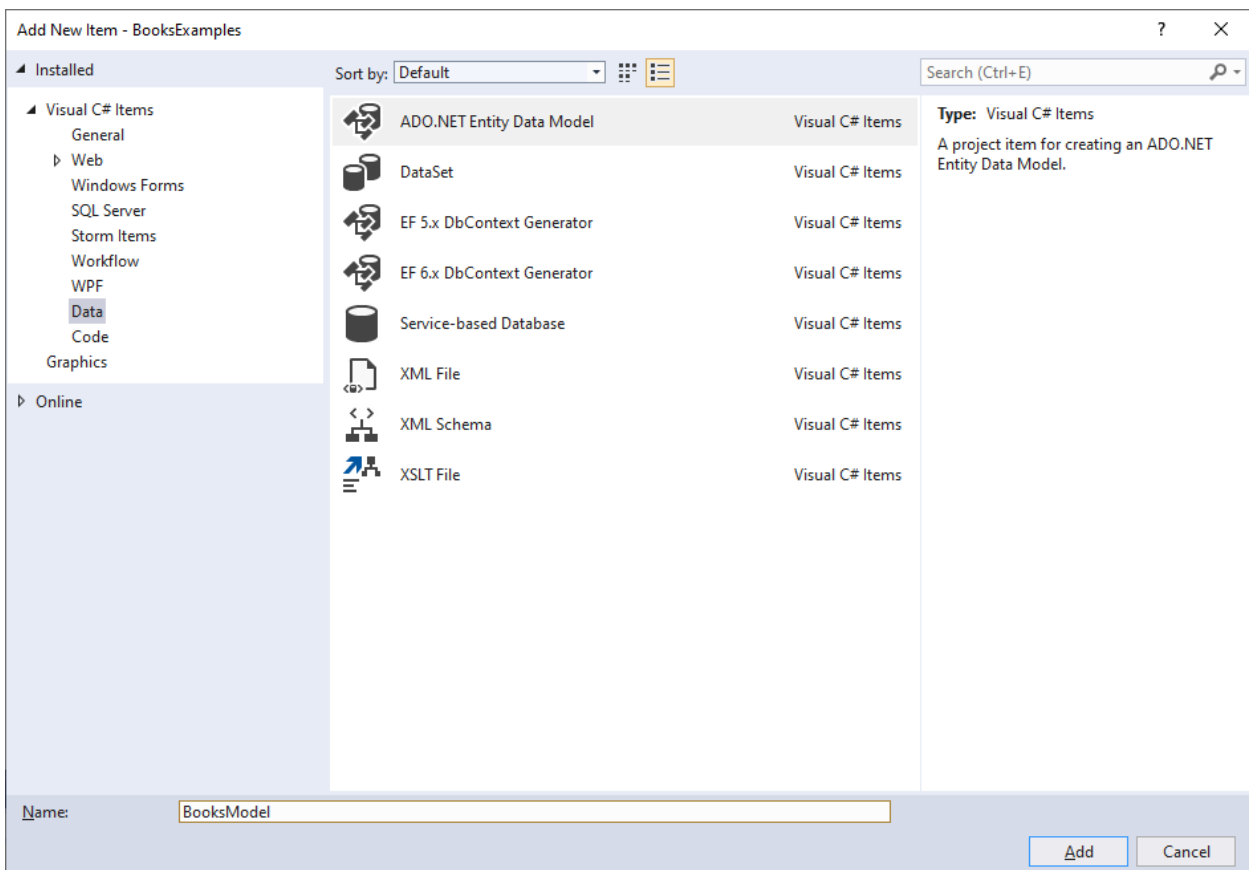 Add New Item - BooksExamples
?
Installed
Sort by: Default
Search (Ctrl+E)
Visual C# Items
General
Web
Windows Forms
SQL Server
Storm Items
Workflow
WPF
Data
Code
Graphics
Online
ADO.NET Entity Data Model Visual C# Items
DataSet Visual C# Items
EF 5.x DbContext Generator Visual C# Items
EF 6.x DbContext Generator Visual C# Items
Service-based Database Visual C# Items
XML File Visual C# Items
XML Schema Visual C# Items
XSLT File Visual C# Items
Type: Visual C# Items
A project item for creating an ADO.NET
Entity Data Model.
Name: BooksModel
Add Cancel